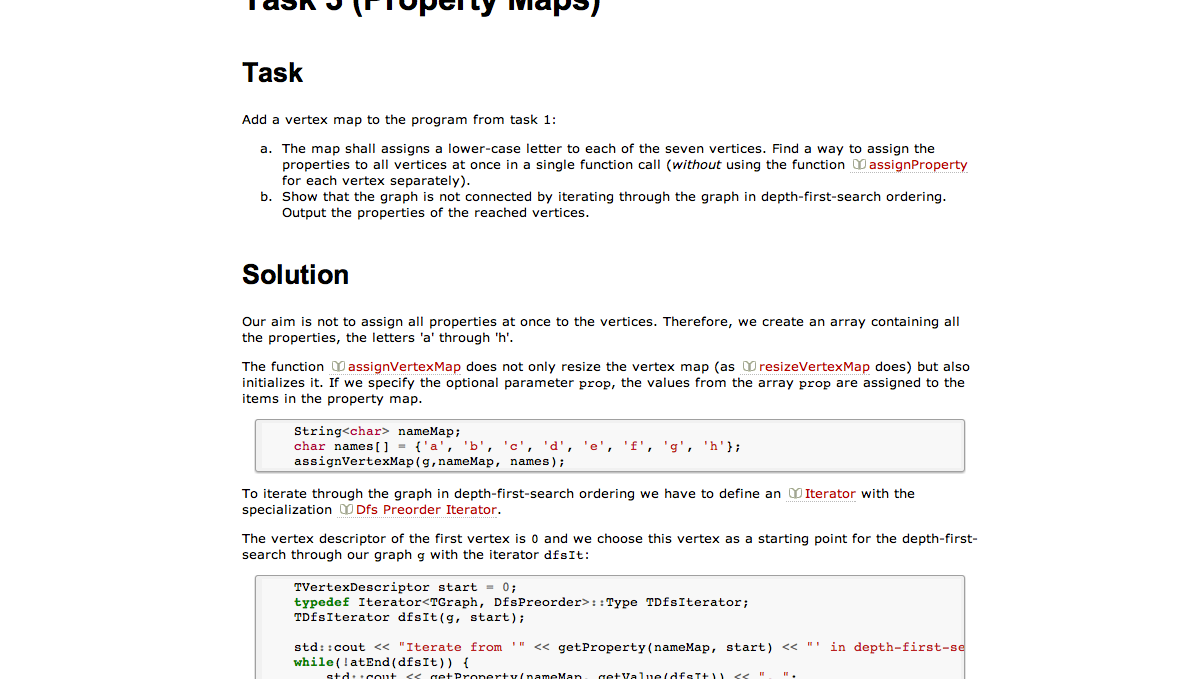 Task 3 (Property Maps)
Task
Add a vertex map to the program from task 1:
a. The map shall assigns a lower-case letter to each of the seven vertices. Find a way to assign the
properties to all vertices at once in a single function call (without using the function assignProperty
for each vertex separately).
b. Show that the graph is not connected by iterating through the graph in depth-first-search ordering.
Output the properties of the reached vertices.
Solution
Our aim is not to assign all properties at once to the vertices. Therefore, we create an array containing all
the properties, the letters 'a' through 'h'.
The function assignVertexMap does not only resize the vertex map (as resizeVertexMap does) but also
initializes it. If we specify the optional parameter prop, the values from the array prop are assigned to the
items in the property map.
String<char> nameMap;
char names[] = {'a', 'b', 'c', 'd', 'e', 'f', 'g', 'h'};
assignVertexMap(g,nameMap, names);
To iterate through the graph in depth-first-search ordering we have to define an Iterator with the
specialization Dfs Preorder Iterator.
The vertex descriptor of the first vertex is 0 and we choose this vertex as a starting point for the depth-first-
search through our graph g with the iterator dfsIt:
TVertexDescriptor start = 0;
typedef Iterator<TGraph, DfsPreorder>::Type TDfsIterator;
TDfsIterator dfsIt(g, start);
std::cout << "Iterate from '" << getProperty(nameMap, start) << "' in depth-first-se
while(!atEnd(dfsIt)) {
std::cout << getProperty(nameMap, getValue(dfsIt)) << ", ";